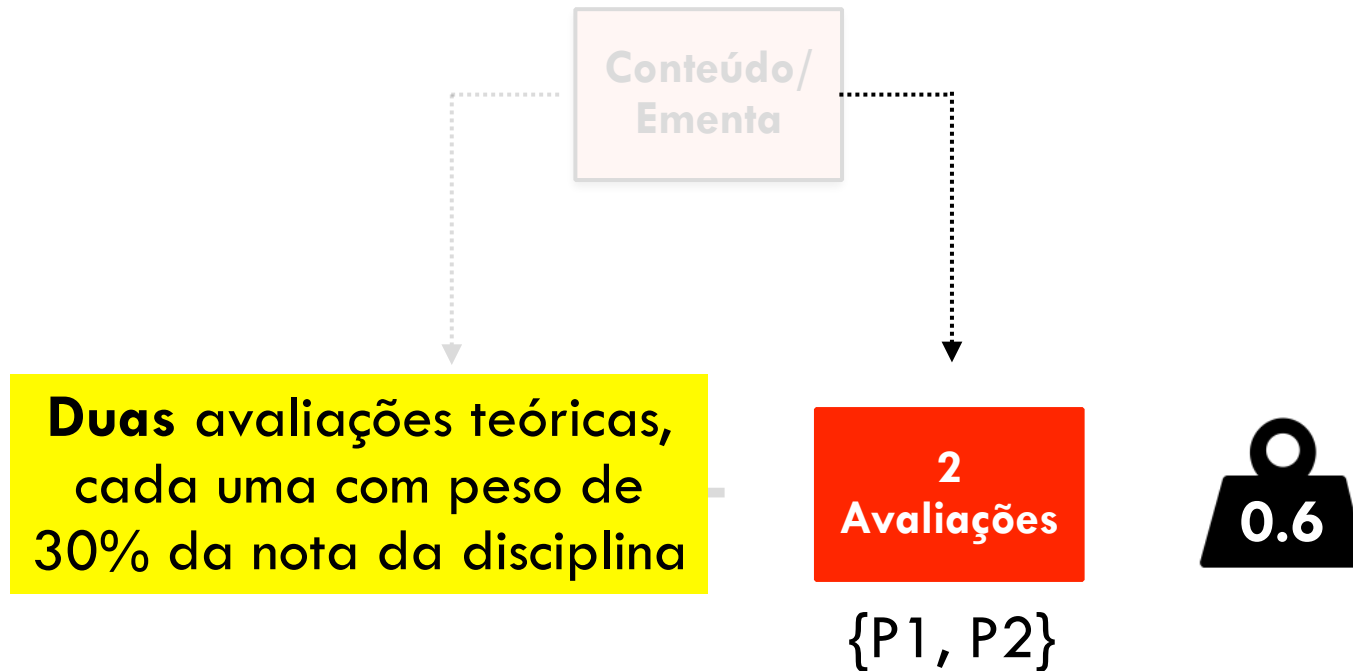 Conteúdo/
Ementa
Duas avaliações teóricas,
cada uma com peso de
30% da nota da disciplina
2
Avaliações
0.6
{P1, P2}